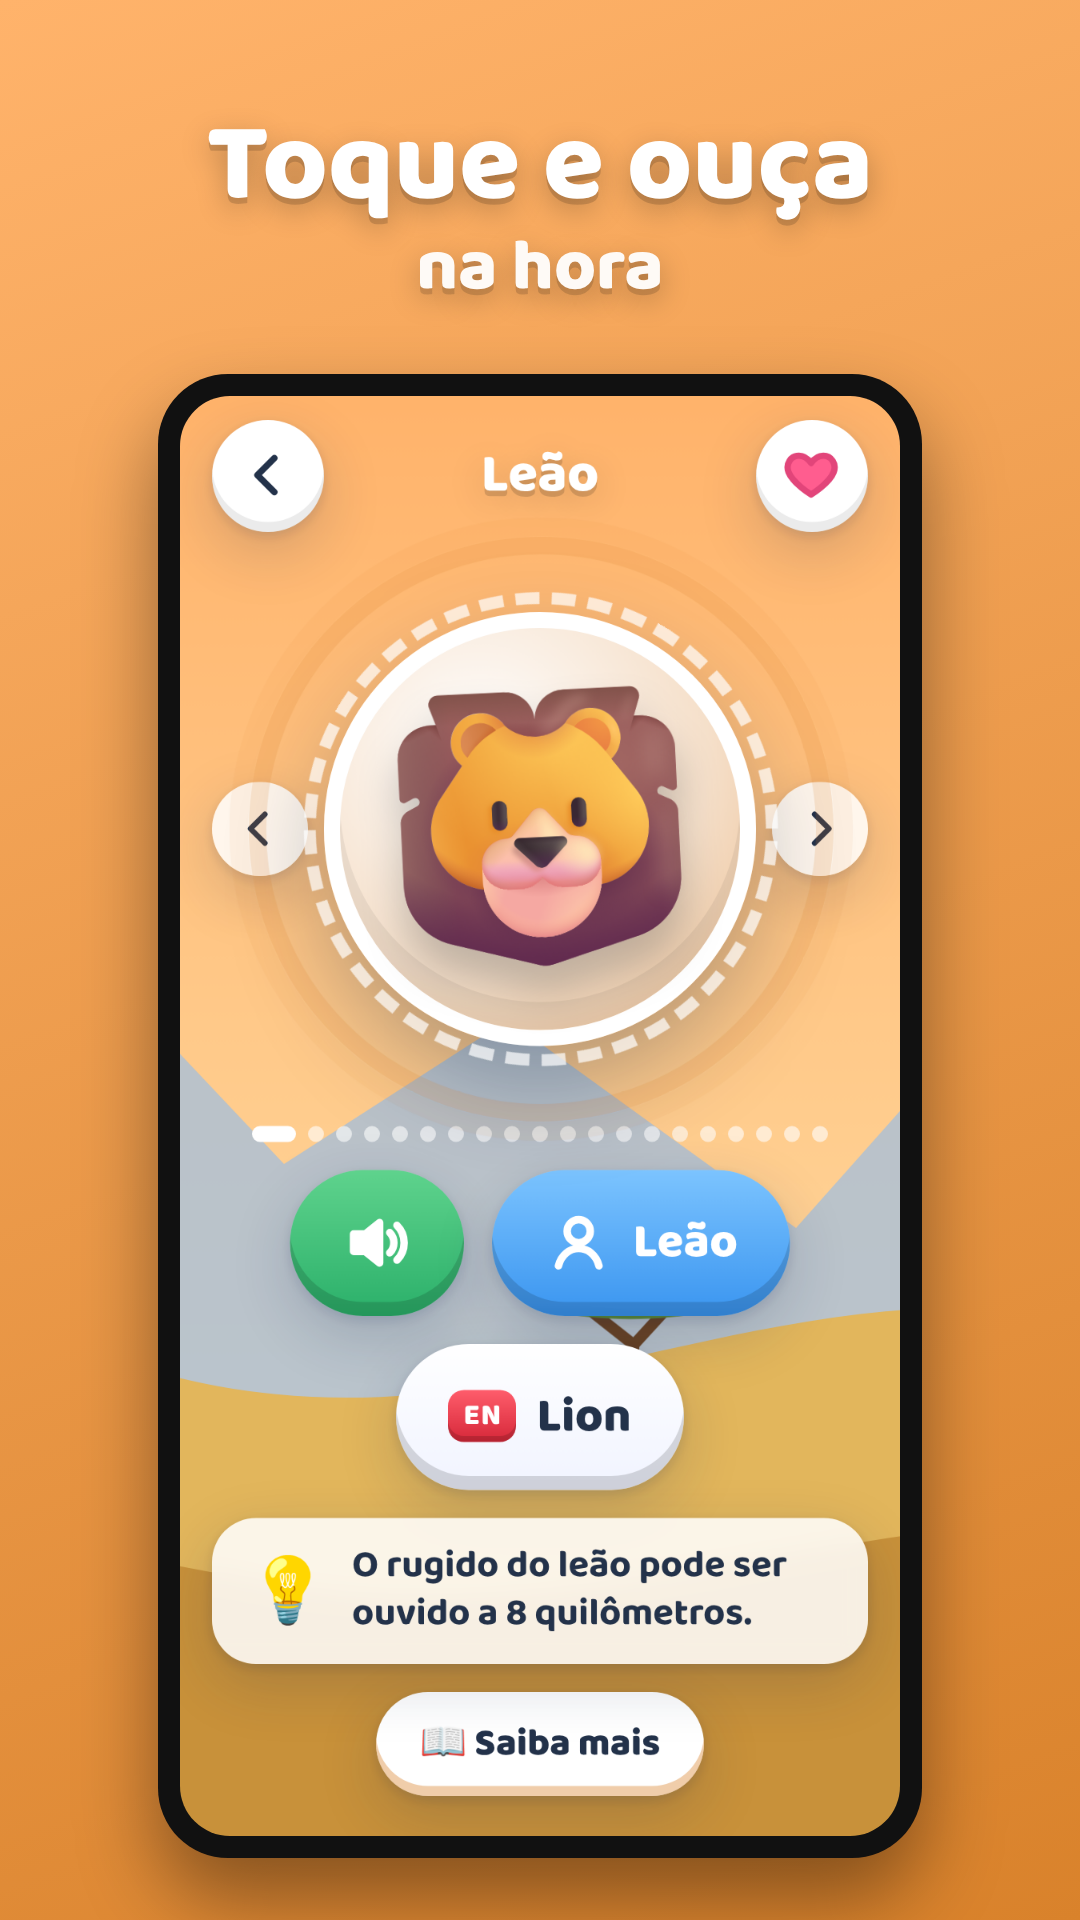 Toque e ouça
na hora
Leão
Leão
EN Lion
O rugido do leão pode ser
ouvido a 8 quilômetros.
Saiba mais